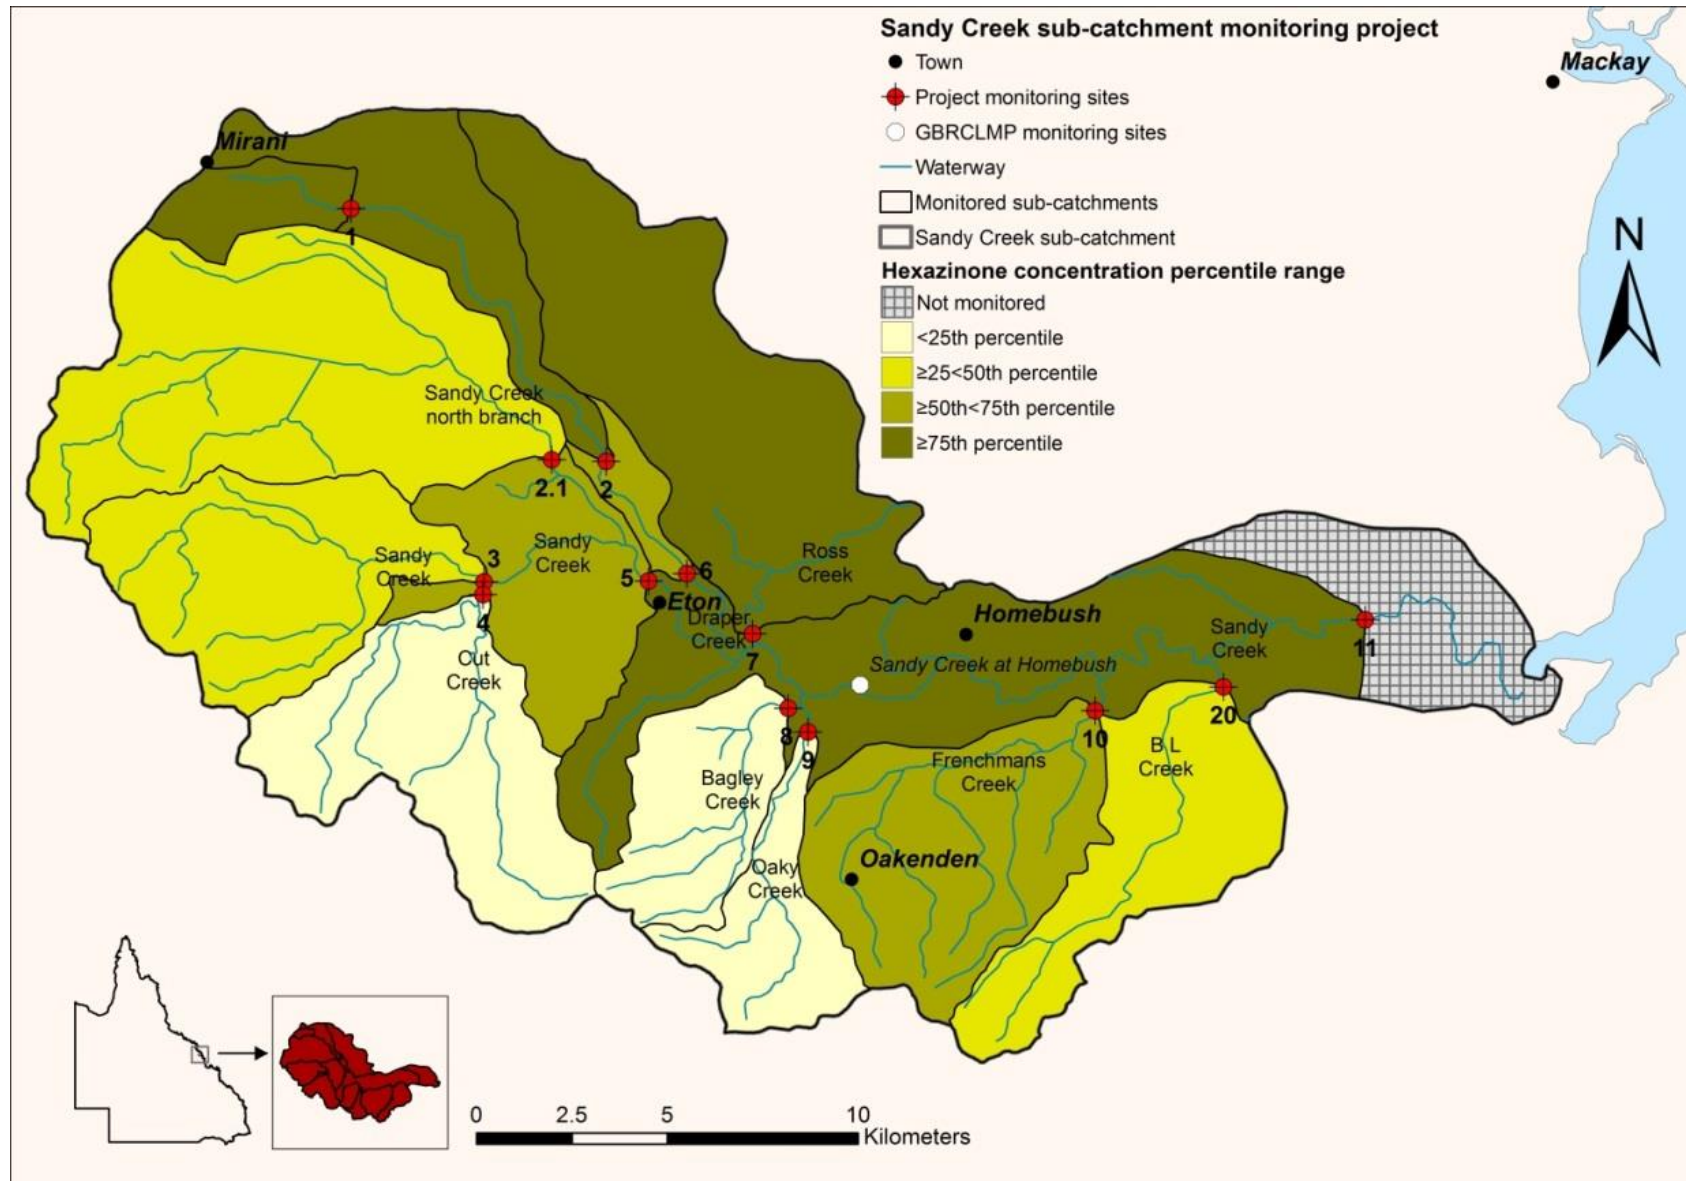 Sandy Creek sub-catchment monitoring project
Town
Project monitoring sites
GBRCLMP monitoring sites
Waterway
Monitored sub-catchments
Sandy Creek sub-catchment
Hexazinone concentration percentile range
Not monitored
<25th percentile
≥25<50th percentile
≥50th<75th percentile
≥75th percentile
Mackay
N
Mirani
1
Sandy Creek
north branch
2.1
2
3
Sandy
Creek
Sandy
Creek
4
5
6
Eton
Ross
Creek
Draper
Creek
7
Homebush
Sandy Creek at Homebush
Sandy
Creek
11
Cut
Creek
8
9
10
20
Bagley
Creek
Frenchmans
Creek
B L
Creek
Oaky
Creek
Oakenden
0
2.5
5
10
Kilometers